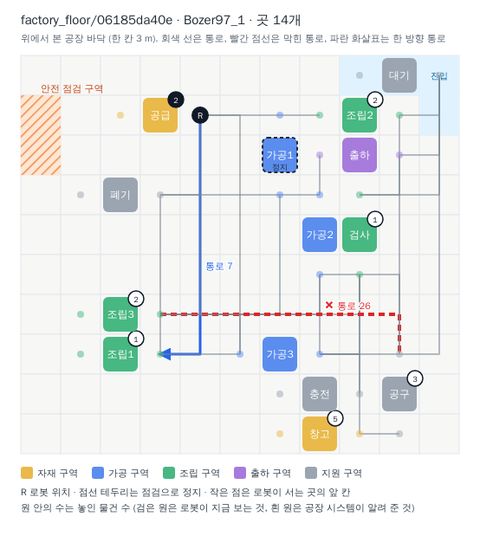 factory_floor/06185da40e · Bozer97_1 · 곳 14개
위에서 본 공장 바닥 (한 칸 3 m). 회색 선은 통로, 빨간 점선은 막힌 통로, 파란 화살표는 한 방향 통로
대기
진입
안전 점검 구역
공급
2
R
조립2
2
가공1
정지
출하
폐기
가공2
검사
1
통로 7
조립3
2
✖ 통로 26
조립1
1
가공3
충전
공구
3
창고
5
자재 구역
가공 구역
조립 구역
출하 구역
지원 구역
R 로봇 위치 · 점선 테두리는 점검으로 정지 · 작은 점은 로봇이 서는 곳의 앞 칸
원 안의 수는 놓인 물건 수 (검은 원은 로봇이 지금 보는 것, 흰 원은 공장 시스템이 알려 준 것)